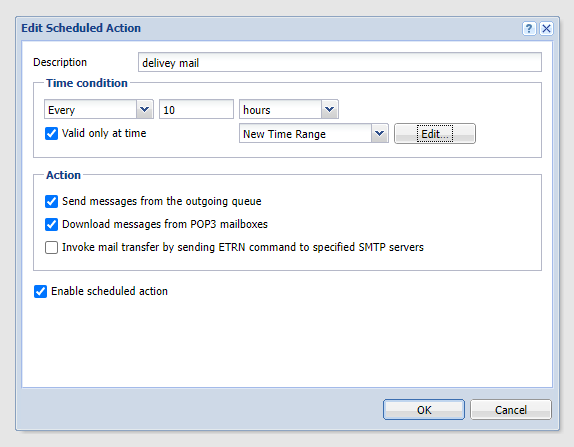 Edit Scheduled Action
?
Description delivey mail
Time condition
Every 10 hours
Valid only at time New Time Range Edit...
Action
Send messages from the outgoing queue
Download messages from POP3 mailboxes
Invoke mail transfer by sending ETRN command to specified SMTP servers
Enable scheduled action
OK Cancel